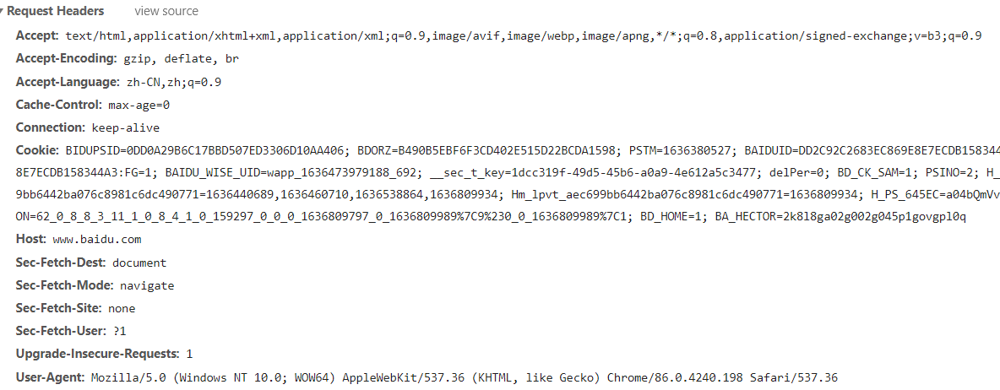 Request Headers view source
Accept: text/html,application/xhtml+xml,application/xml;q=0.9,image/avif,image/webp,image/apng,*/*;q=0.8,application/signed-exchange;v=b3;q=0.9
Accept-Encoding: gzip, deflate, br
Accept-Language: zh-CN,zh;q=0.9
Cache-Control: max-age=0
Connection: keep-alive
Cookie: BIDUPSID=0DD0A29B6C17BBD507ED3306D10AA406; BDORZ=B490B5EBF6F3CD402E515D22BCDA1598; PSTM=1636380527; BAIDUID=DD2C92C2683EC869E8E7ECDB158344
8E7ECDB158344A3:FG=1; BAIDU_WISE_UID=wapp_1636473979188_692; __sec_t_key=1dcc319f-49d5-45b6-a0a9-4e612a5c3477; delPer=0; BD_CK_SAM=1; PSINO=2; H_
9bb6442ba076c8981c6dc490771=1636440689,1636460710,1636538864,1636809934; Hm_lpvt_aec699bb6442ba076c8981c6dc490771=1636809934; H_PS_645EC=a04bQmVv
ON=62_0_8_8_3_11_1_0_8_4_1_0_159297_0_0_0_1636809797_0_1636809989%7C9%230_0_1636809989%7C1; BD_HOME=1; BA_HECTOR=2k8l8ga02g002g045p1govgpl0q
Host: www.baidu.com
Sec-Fetch-Dest: document
Sec-Fetch-Mode: navigate
Sec-Fetch-Site: none
Sec-Fetch-User: ?1
Upgrade-Insecure-Requests: 1
User-Agent: Mozilla/5.0 (Windows NT 10.0; WOW64) AppleWebKit/537.36 (KHTML, like Gecko) Chrome/86.0.4240.198 Safari/537.36